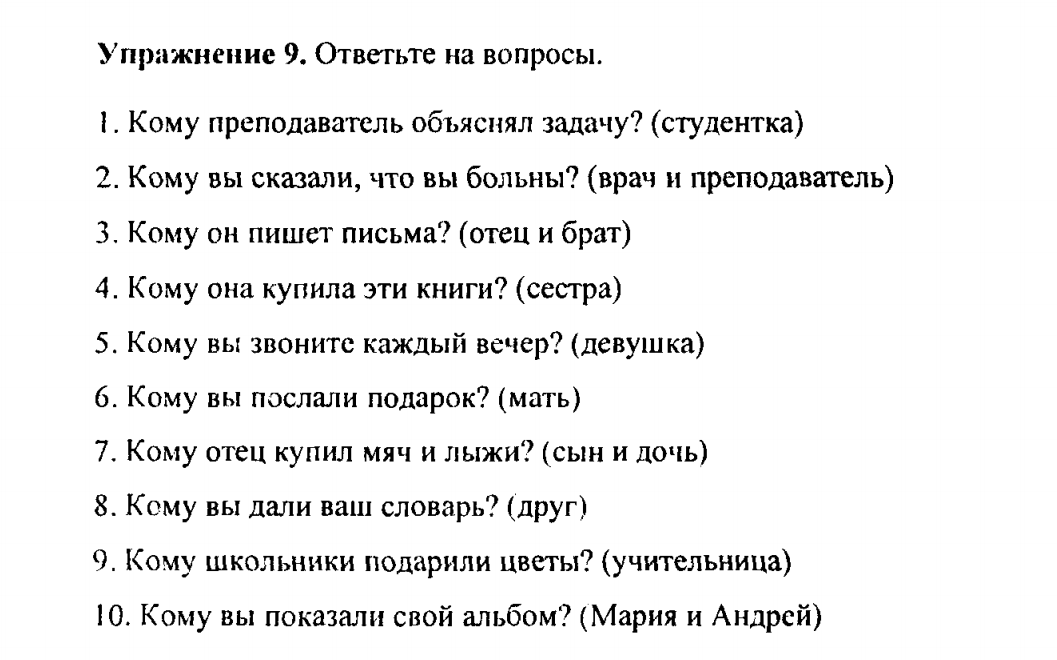 Упражнение 9. Ответьте на вопросы.
1. Кому преподаватель объяснял задачу? (студентка)
2. Кому вы сказали, что вы больны? (врач и преподаватель)
3. Кому он пишет письма? (отец и брат)
4. Кому она купила эти книги? (сестра)
5. Кому вы звоните каждый вечер? (девушка)
6. Кому вы послали подарок? (мать)
7. Кому отец купил мяч и лыжи? (сын и дочь)
8. Кому вы дали ваш словарь? (друг)
9. Кому школьники подарили цветы? (учительница)
10. Кому вы показали свой альбом? (Мария и Андрей)